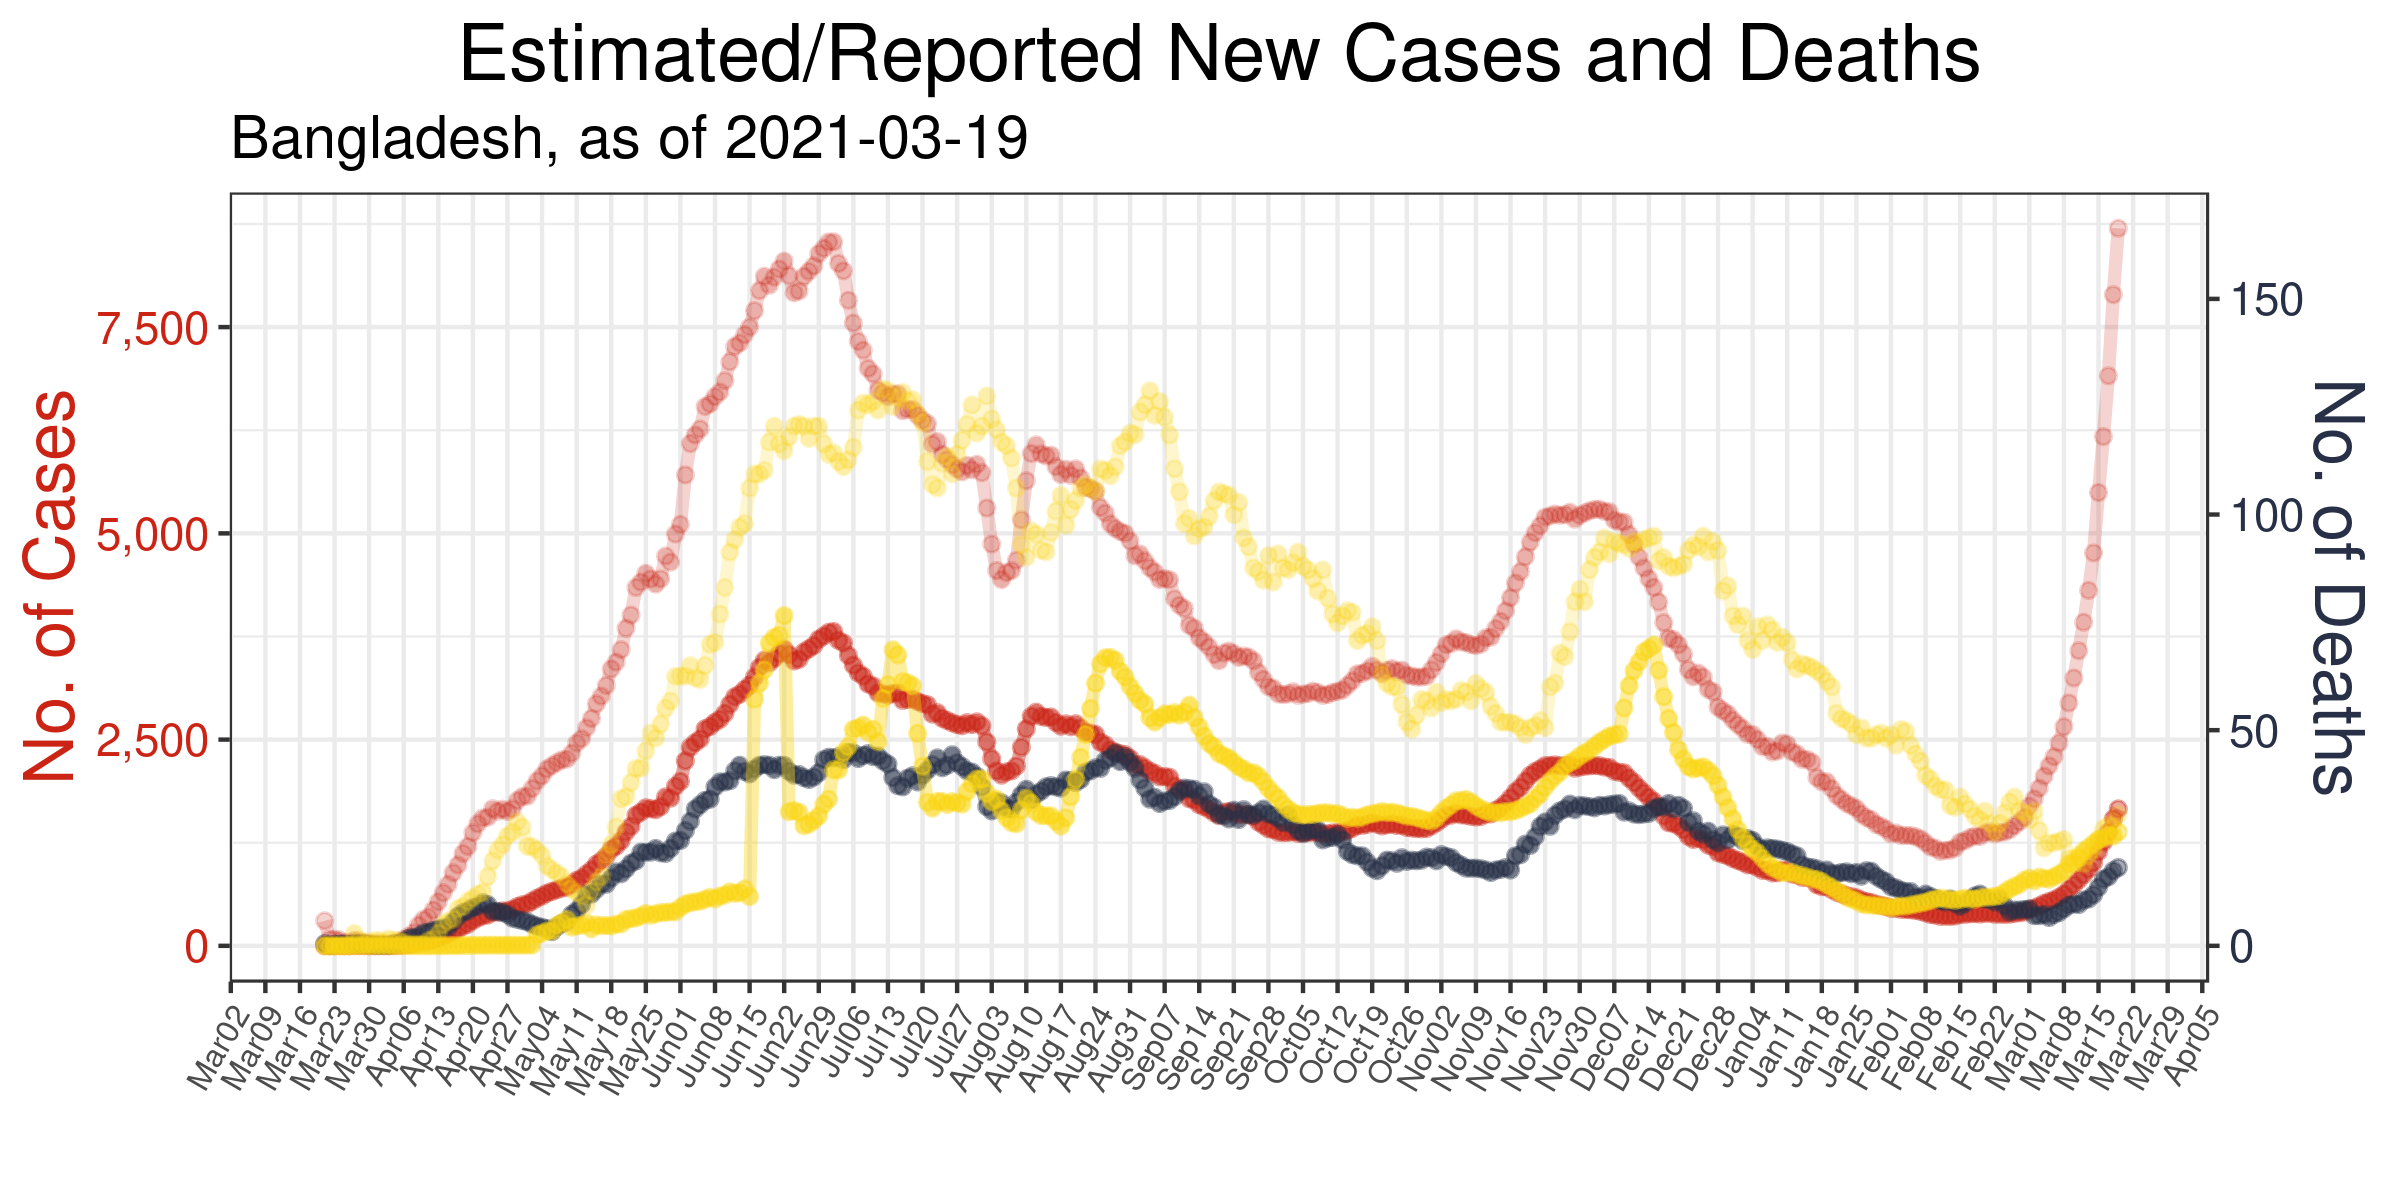 Estimated/Reported New Cases and Deaths
Bangladesh, as of 2021-03-19
No. of Cases
7,500
5,000
2,500
0
150
100
50
0
No. of Deaths
Mar02
Mar09
Mar16
Mar23
Mar30
Apr06
Apr13
Apr20
Apr27
May04
May11
May18
May25
Jun01
Jun08
Jun15
Jun22
Jun29
Jul06
Jul13
Jul20
Jul27
Aug03
Aug10
Aug17
Aug24
Aug31
Sep07
Sep14
Sep21
Sep28
Oct05
Oct12
Oct19
Oct26
Nov02
Nov09
Nov16
Nov23
Nov30
Dec07
Dec14
Dec21
Dec28
Dec04
Jan11
Jan18
Jan25
Feb01
Feb08
Feb15
Feb22
Mar01
Mar08
Mar15
Mar22
Mar29
Apr05